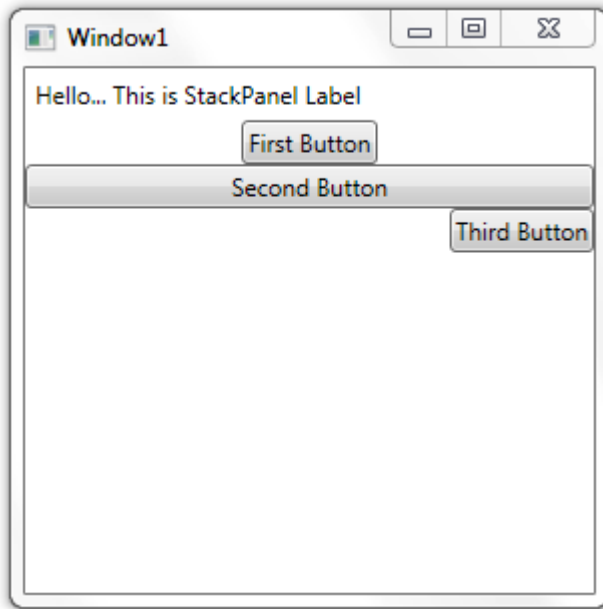 Window1
Hello... This is StackPanel Label
First Button
Second Button
Third Button